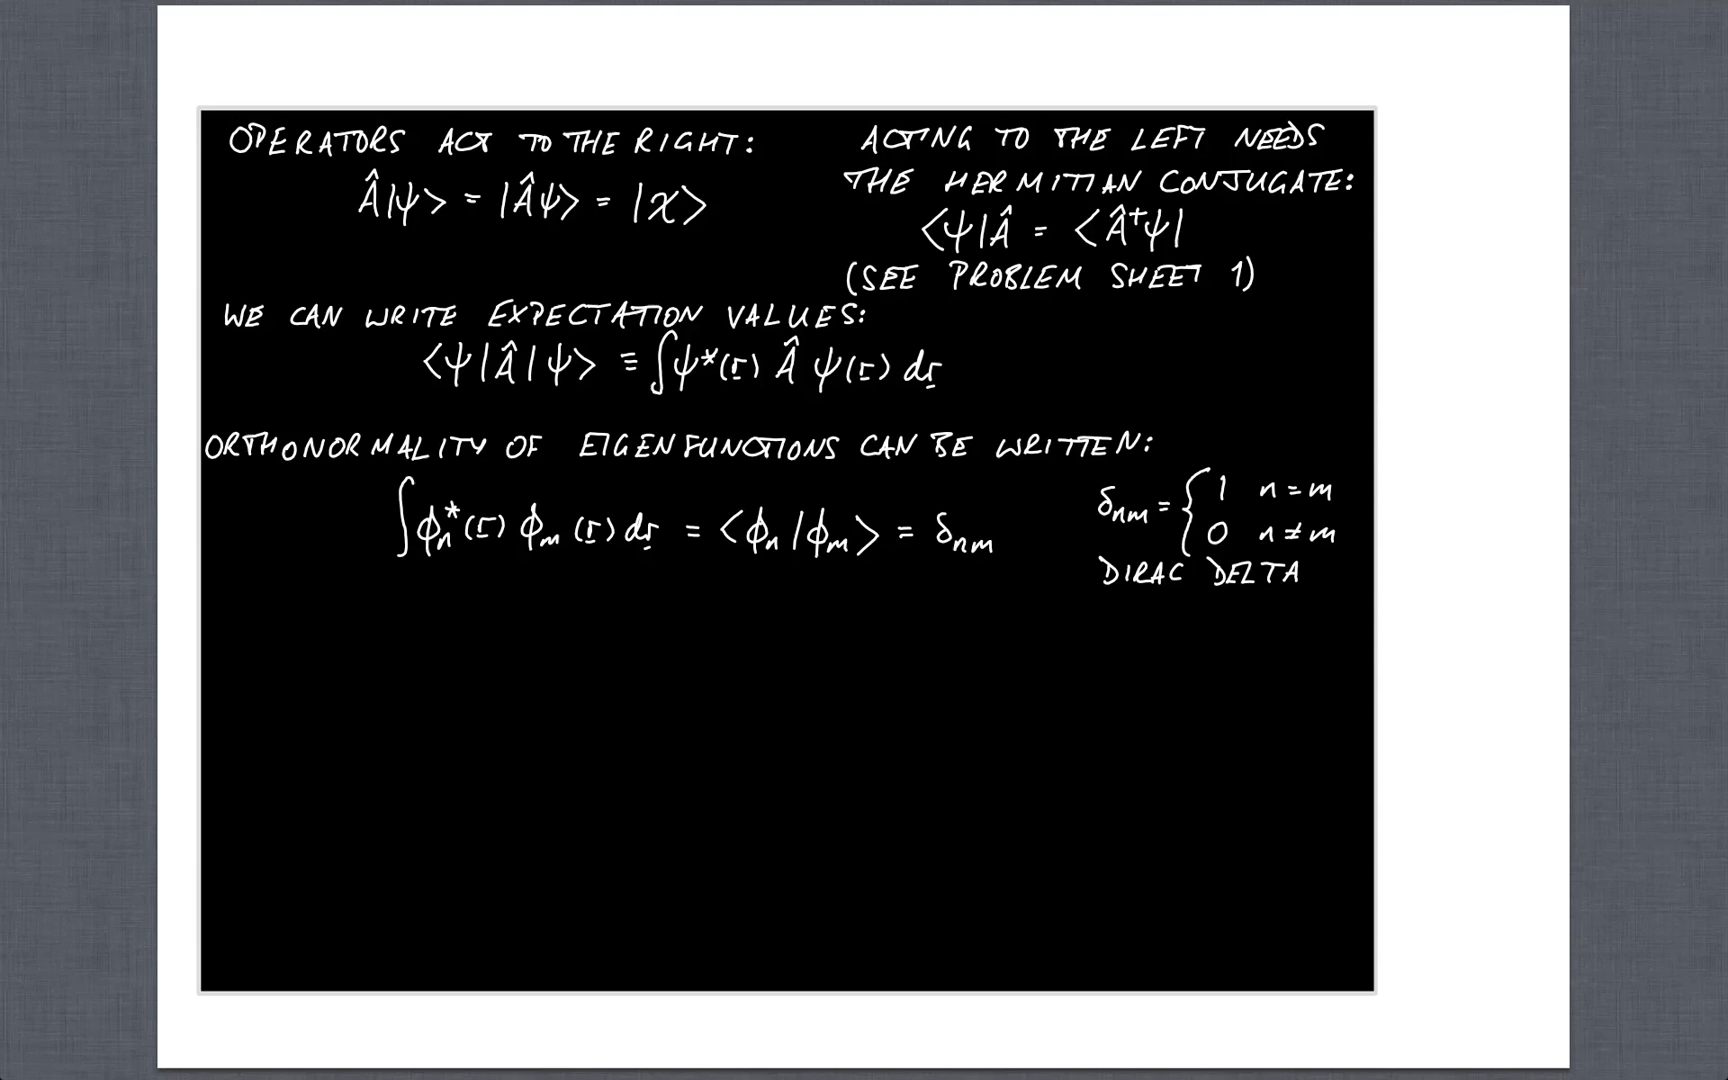 OPERATORS ACT TO THE RIGHT:
Â|ψ> = |Âψ> = |χ>
ACTING TO THE LEFT NEEDS
THE HERMITIAN CONJUGATE:
<ψ|Â = <Â†ψ|
(SEE PROBLEM SHEET 1)
WE CAN WRITE EXPECTATION VALUES:
<ψ|Â|ψ> ≡ ∫ψ*(r̲) Â ψ(r̲) dr̲
ORTHONORMALITY OF EIGENFUNCTIONS CAN BE WRITTEN:
∫ϕₙ*(r̲) ϕₘ(r̲) dr̲ = <ϕₙ|ϕₘ> = δₙₘ
δₙₘ = { 1 n = m
0 n ≠ m
DIRAC DELTA